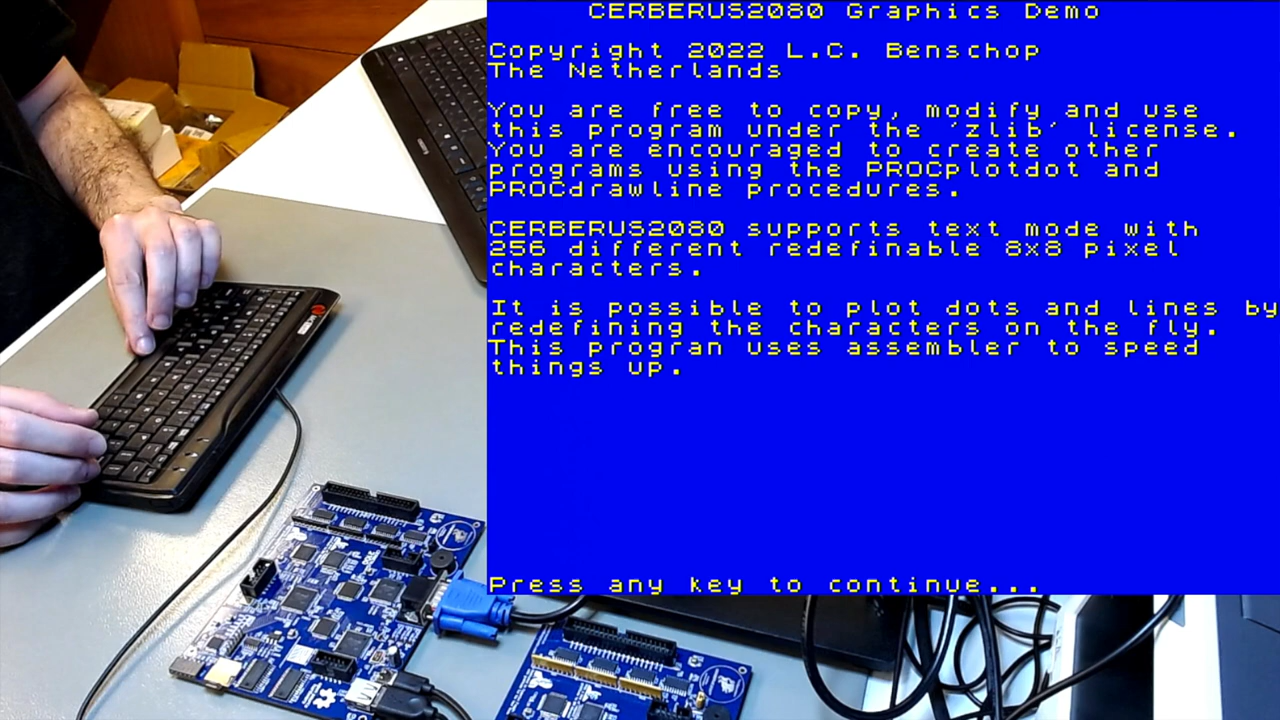 CERBERUS2080 Graphics Demo
Copyright 2022 L.C. Benschop
The Netherlands
You are free to copy, modify and use
this program under the 'zlib' license.
You are encouraged to create other
programs using the PROCplotdot and
PROCdrawline procedures.
CERBERUS2080 supports text mode with
256 different redefinable 8x8 pixel
characters.
It is possible to plot dots and lines by
redefining the characters on the fly.
This progran uses assembler to speed
things up.
Press any key to continue...